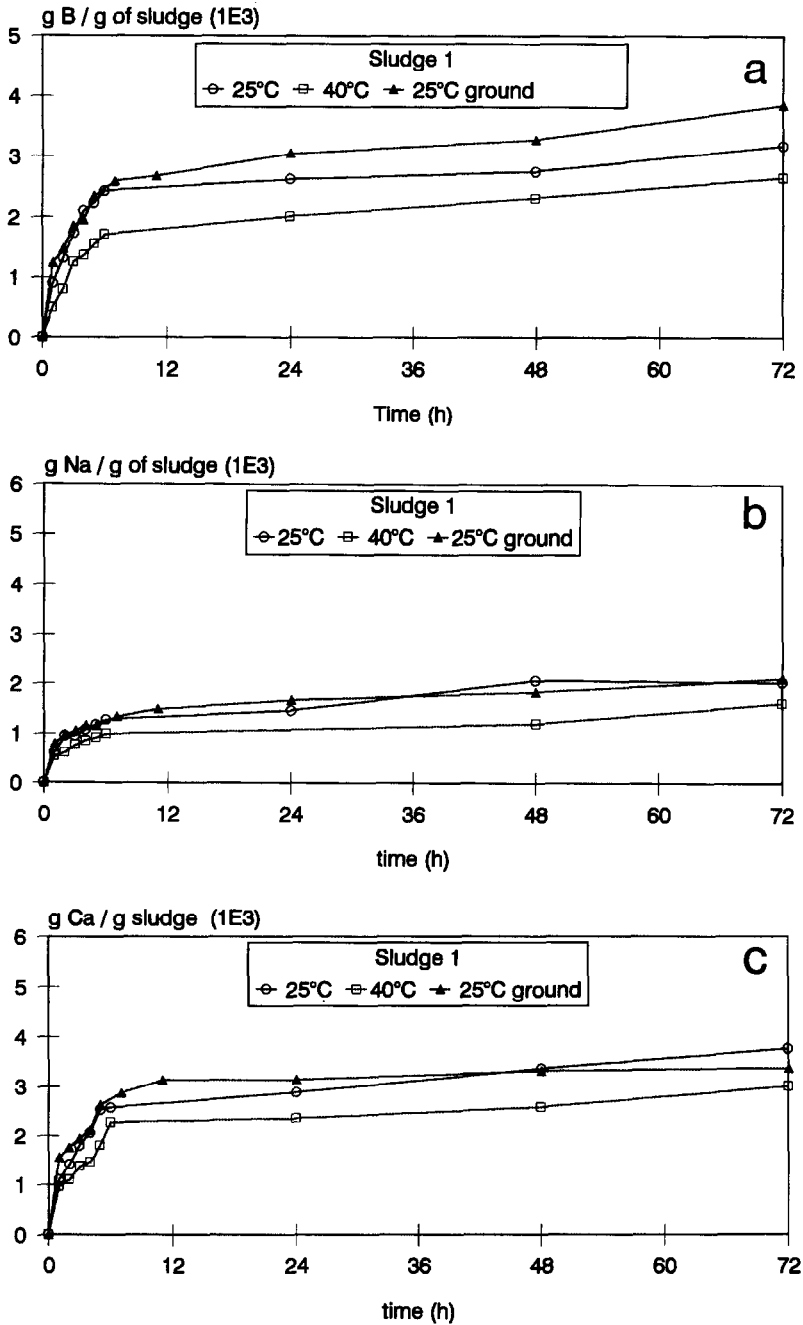 g B / g of sludge (1E3)
5
4
3
2
1
0
Sludge 1
25°C 40°C 25°C ground
a
0 12 24 36 48 60 72
Time (h)
g Na / g of sludge (1E3)
6
5
4
3
2
1
0
Sludge 1
25°C 40°C 25°C ground
b
0 12 24 36 48 60 72
time (h)
g Ca / g sludge (1E3)
6
5
4
3
2
1
0
Sludge 1
25°C 40°C 25°C ground
c
0 12 24 36 48 60 72
time (h)